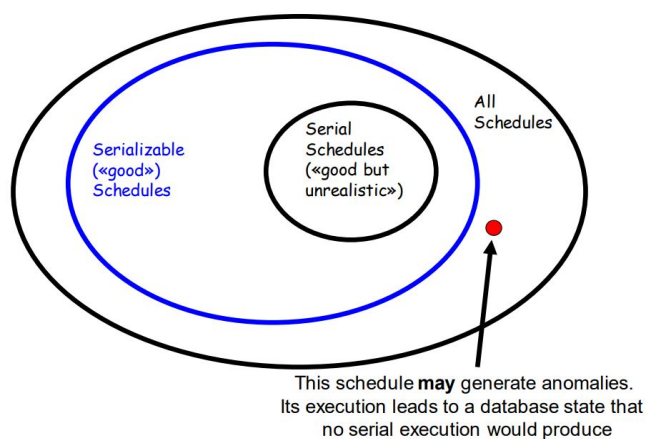 All
Schedules
Serializable
(«good»)
Schedules
Serial
Schedules
(«good but
unrealistic»)
This schedule may generate anomalies.
Its execution leads to a database state that
no serial execution would produce